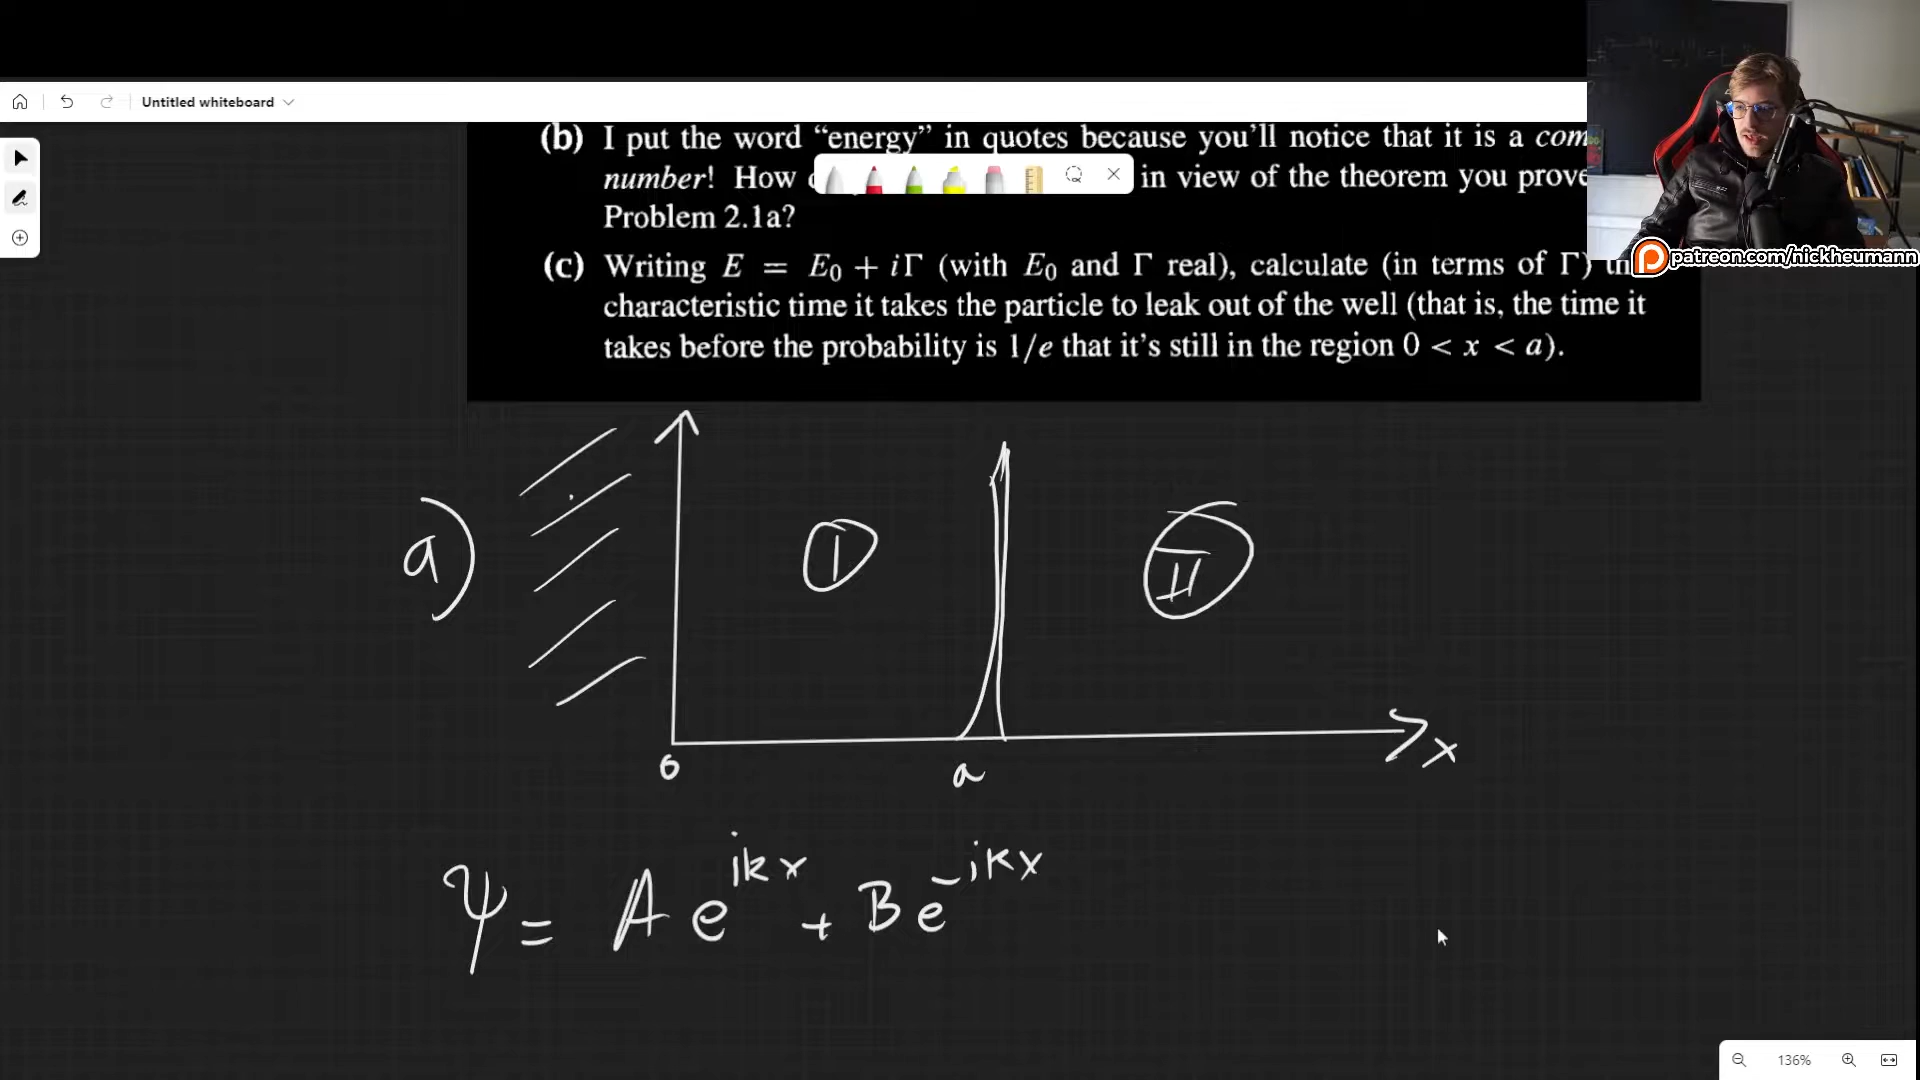 Untitled whiteboard
(b) I put the word “energy” in quotes because you’ll notice that it is a com
number! How in view of the theorem you prove
Problem 2.1a?
(c) Writing E = E₀ + iΓ (with E₀ and Γ real), calculate (in terms of Γ) th
characteristic time it takes the particle to leak out of the well (that is, the time it
takes before the probability is 1/e that it’s still in the region 0 < x < a).
patreon.com/nickheumann
a)
I
II
0
a
x
Ψ = A e^{ikx} + B e^{-ikx}
136%